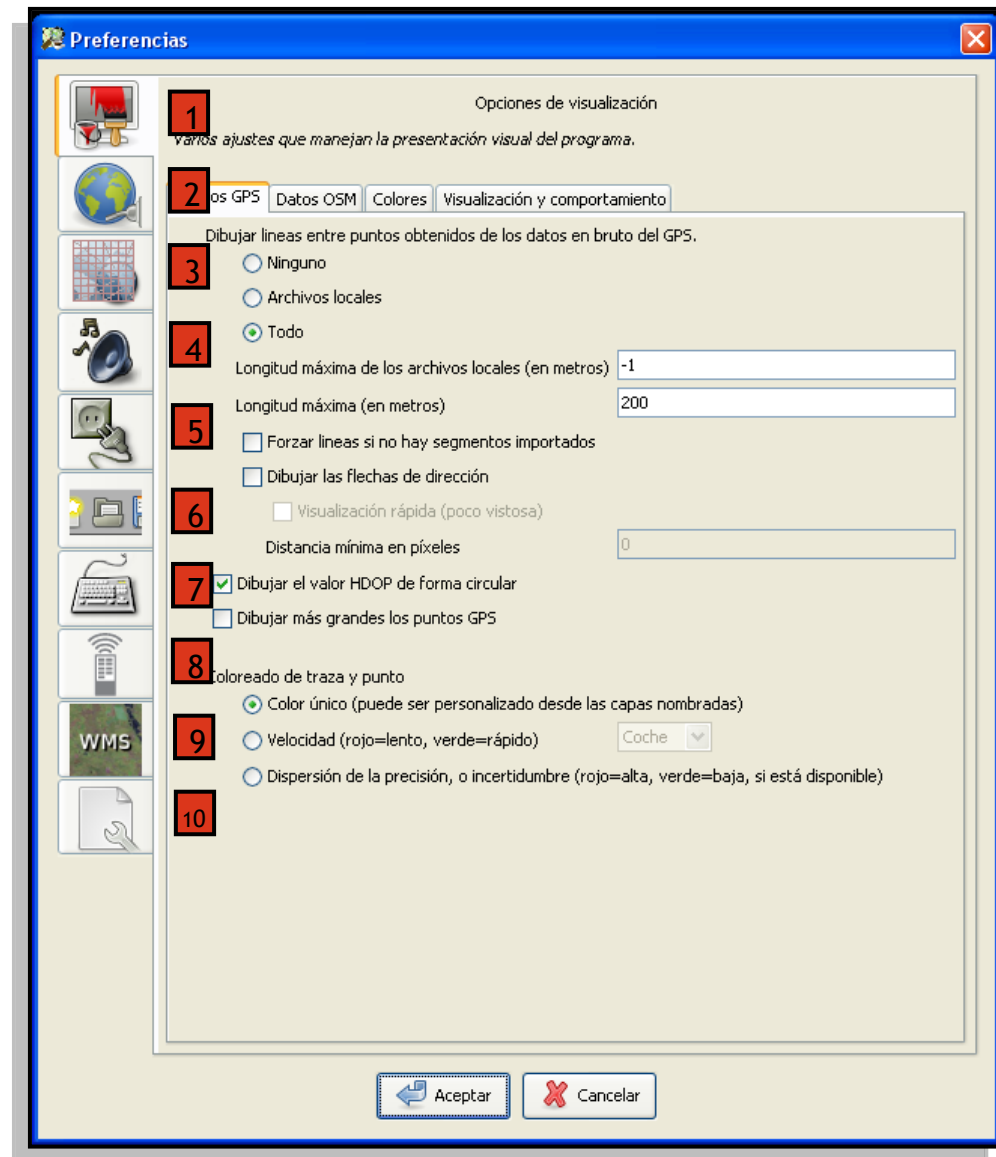 Preferencias
1
Opciones de visualización
Varios ajustes que manejan la presentación visual del programa.
2
os GPS Datos OSM Colores Visualización y comportamiento
Dibujar lineas entre puntos obtenidos de los datos en bruto del GPS.
3
Ninguno
Archivos locales
4
Todo
Longitud máxima de los archivos locales (en metros) -1
Longitud máxima (en metros) 200
5
Forzar lineas si no hay segmentos importados
Dibujar las flechas de dirección
6
Visualización rápida (poco vistosa)
Distancia mínima en píxeles 0
7
Dibujar el valor HDOP de forma circular
Dibujar más grandes los puntos GPS
8
Coloreado de traza y punto
Color único (puede ser personalizado desde las capas nombradas)
WMS
9
Velocidad (rojo=lento, verde=rápido) Coche
Dispersión de la precisión, o incertidumbre (rojo=alta, verde=baja, si está disponible)
10
Aceptar Cancelar